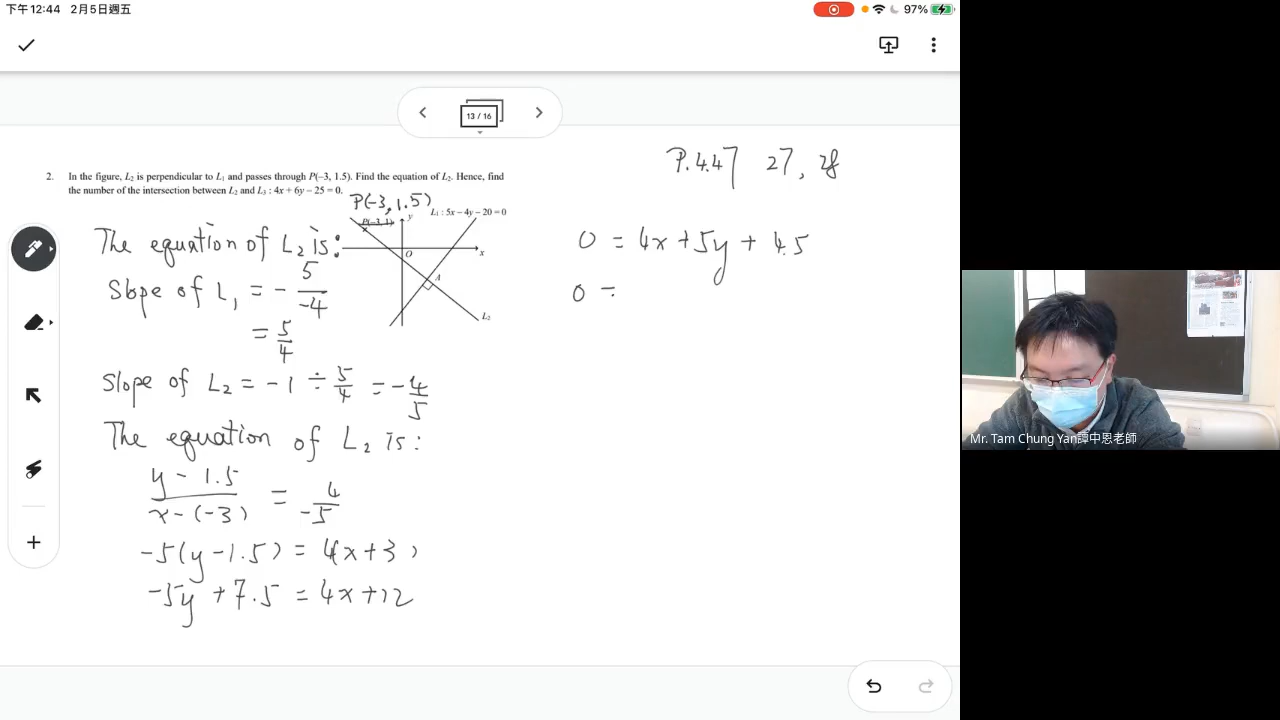 下午12:44 2月5日週五
97%
13 / 16
2. In the figure, L₂ is perpendicular to L₁ and passes through P(−3, 1.5). Find the equation of L₂. Hence, find
the number of the intersection between L₂ and L₃ : 4x + 6y − 25 = 0.
P.4.47 27, 28
P(-3, 1.5)
P(−3, 1)
y
L₁ : 5x − 4y − 20 = 0
O
x
A
L₂
The equation of L₂ is:
Slope of L₁ = - 5/-4
= 5/4
Slope of L₂ = -1 ÷ 5/4 = -4/5
The equation of L₂ is:
y - 1.5 / x - (-3) = 4/-5
-5(y - 1.5) = 4(x + 3)
-5y + 7.5 = 4x + 12
0 = 4x + 5y + 4.5
0 =
Mr. Tam Chung Yan譚中恩老師